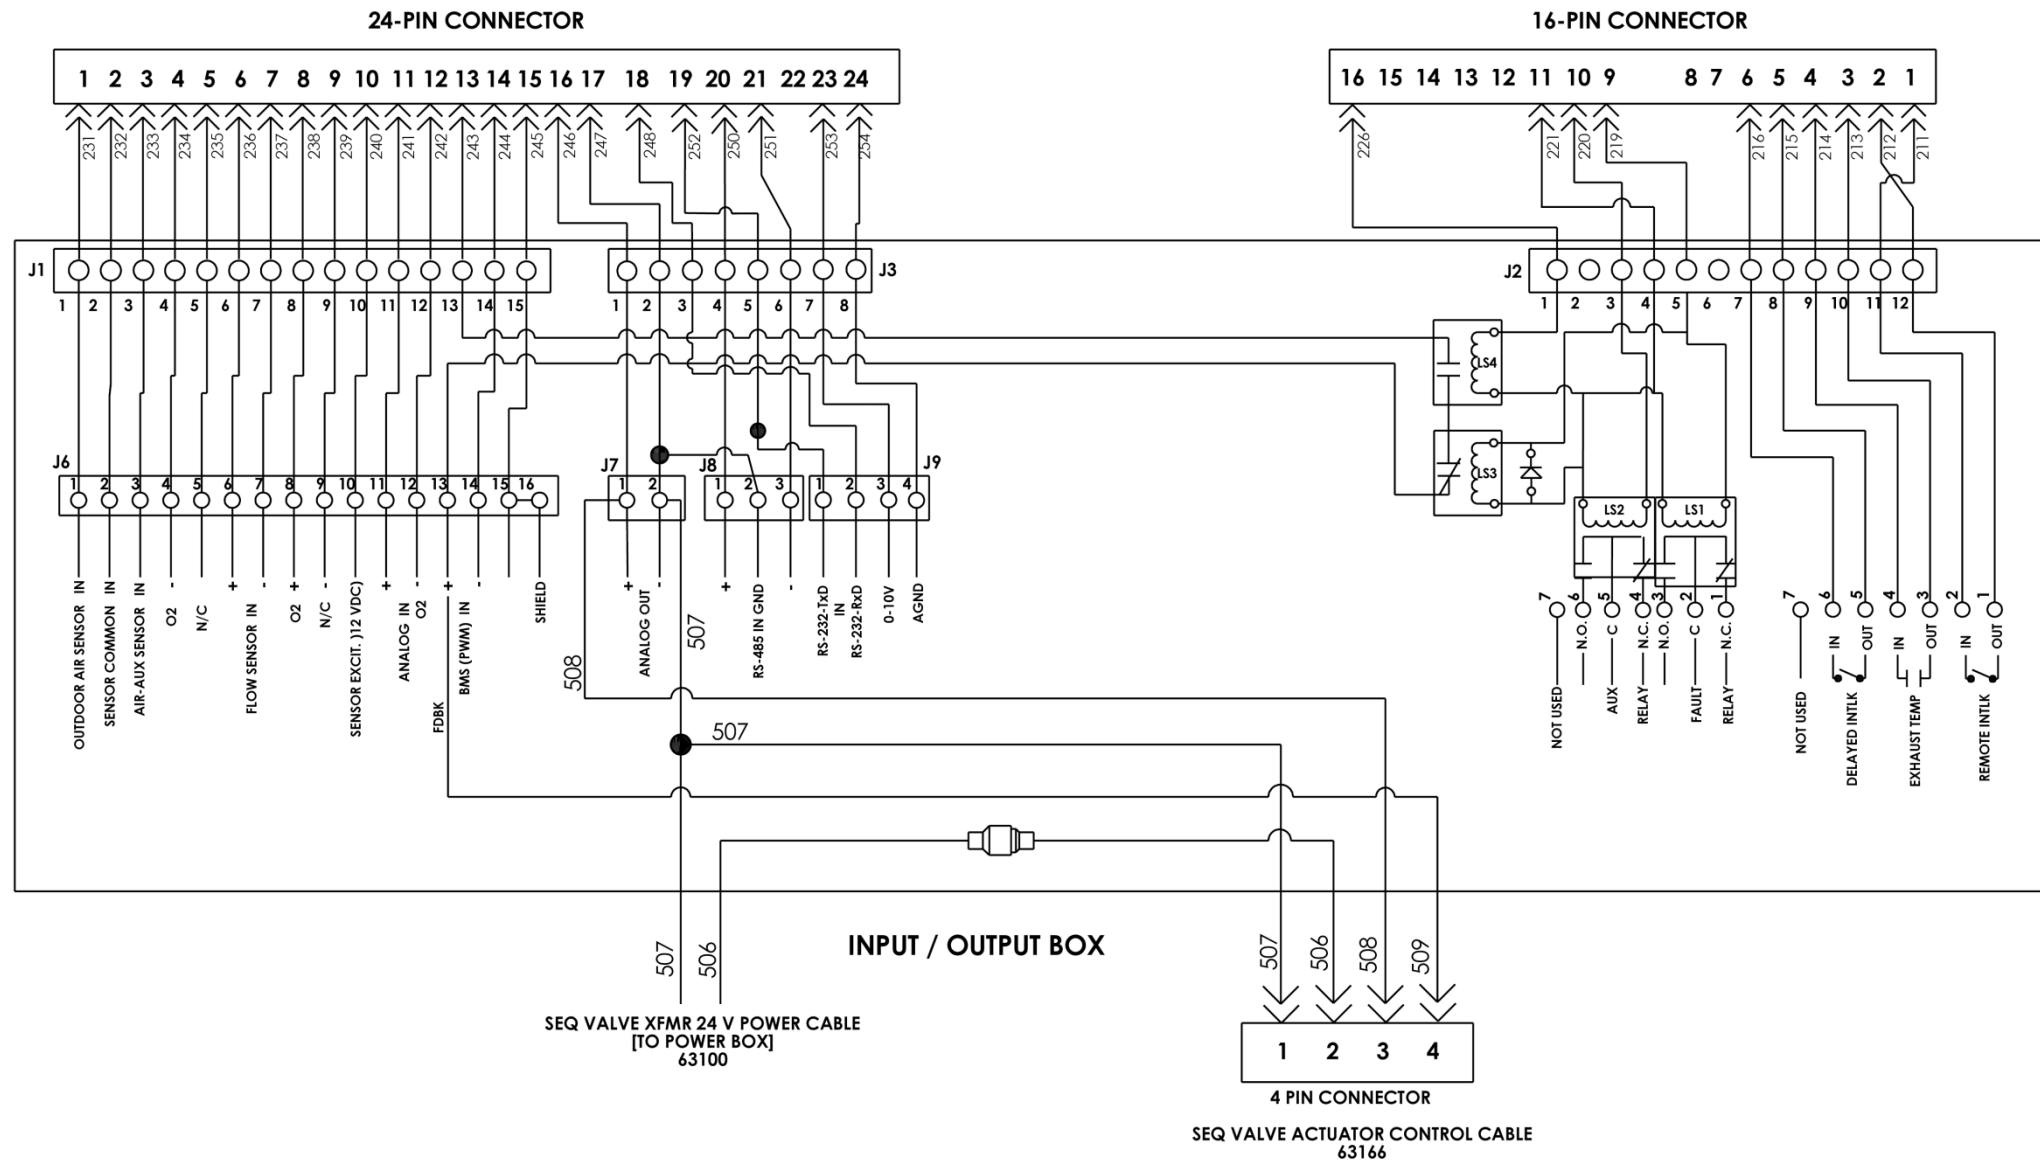 24-PIN CONNECTOR
16-PIN CONNECTOR
1 2 3 4 5 6 7 8 9 10 11 12 13 14 15 16 17 18 19 20 21 22 23 24
16 15 14 13 12 11 10 9 8 7 6 5 4 3 2 1
231 232 233 234 235 236 237 238 239 240 241 242 243 244 245 246 247 248 252 250 251 253 254
226 221 220 219 216 215 214 213 212 211
J1
J3
J2
1 2 3 4 5 6 7 8 9 10 11 12 13 14 15
1 2 3 4 5 6 7 8
1 2 3 4 5 6 7 8 9 10 11 12
LS4
LS3
J6
J7
J8
J9
1 2 3 4 5 6 7 8 9 10 11 12 13 14 15 16
1 2
1 2 3
1 2 3 4
LS2
LS1
OUTDOOR AIR SENSOR IN
SENSOR COMMON IN
AIR-AUX SENSOR IN
O2 -
N/C
+ -
FLOW SENSOR IN
O2 +
N/C -
SENSOR EXCIT. )12 VDC)
+ -
ANALOG IN
O2
+ -
FDBK
BMS (PWM) IN
SHIELD
+ -
ANALOG OUT
+ -
RS-485 IN GND
RS-232-TxD
IN
RS-232-RxD
0-10V
AGND
7 6 5 4 3 2 1
NOT USED
N.O.
C
N.C.
AUX
RELAY
N.O.
C
N.C.
FAULT
RELAY
7 6 5 4 3 2 1
NOT USED
IN
OUT
DELAYED INTLK
IN
OUT
EXHAUST TEMP
IN
OUT
REMOTE INTLK
508
507
507
INPUT / OUTPUT BOX
507
506
507
506
508
509
SEQ VALVE XFMR 24 V POWER CABLE
[TO POWER BOX]
63100
1 2 3 4
4 PIN CONNECTOR
SEQ VALVE ACTUATOR CONTROL CABLE
63166